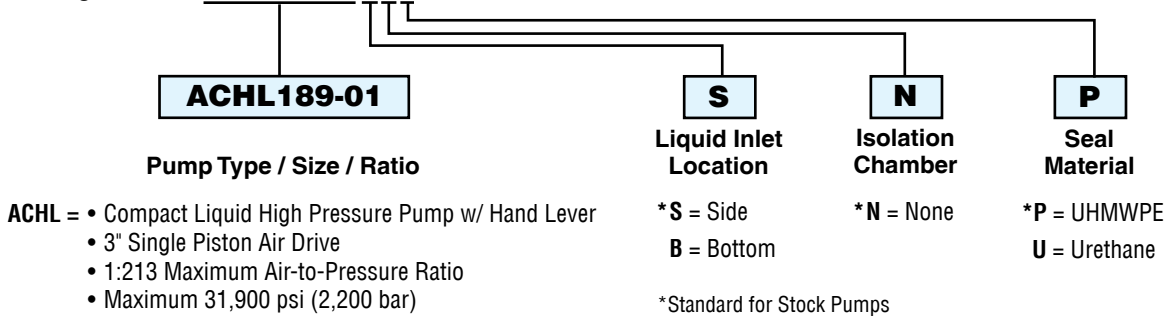 ACHL189-01
S
N
P
Pump Type / Size / Ratio
Liquid Inlet
Location
Isolation
Chamber
Seal
Material
ACHL = • Compact Liquid High Pressure Pump w/ Hand Lever
• 3" Single Piston Air Drive
• 1:213 Maximum Air-to-Pressure Ratio
• Maximum 31,900 psi (2,200 bar)
*S = Side
B = Bottom
*N = None
*P = UHMWPE
U = Urethane
*Standard for Stock Pumps